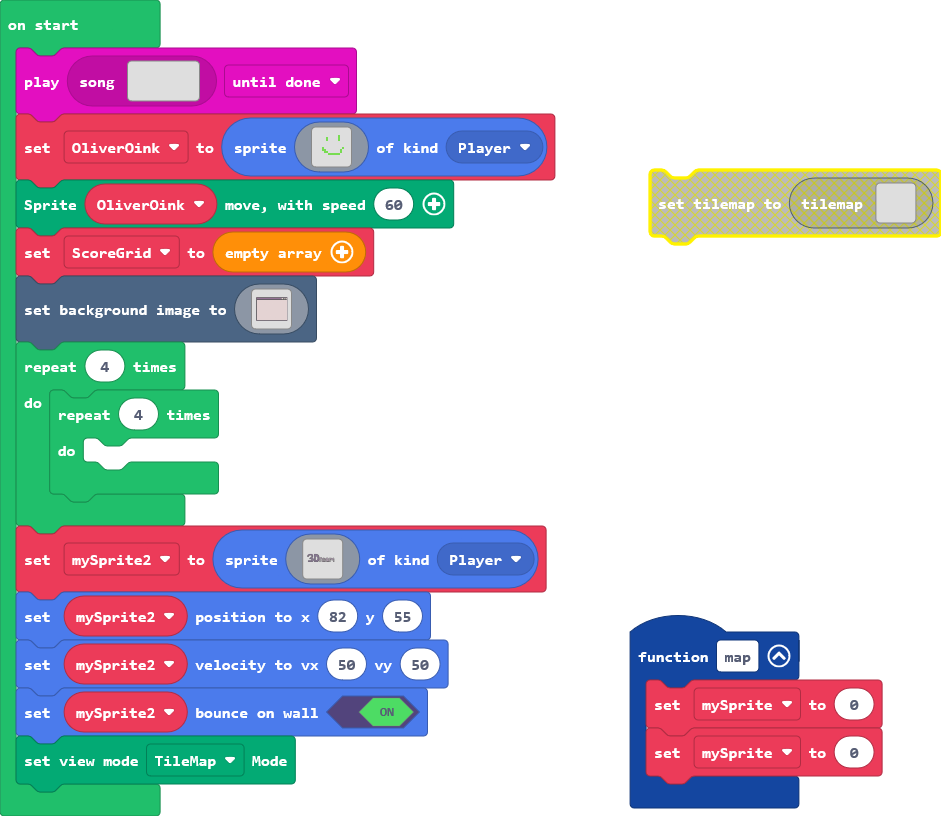 on start
play song until done
set OliverOink to sprite of kind Player
Sprite OliverOink move, with speed 60
set ScoreGrid to empty array
set background image to
repeat 4 times
do
repeat 4 times
do
set mySprite2 to sprite 3D of kind Player
set mySprite2 position to x 82 y 55
set mySprite2 velocity to vx 50 vy 50
set mySprite2 bounce on wall ON
set view mode TileMap Mode
set tilemap to tilemap
function map
set mySprite to 0
set mySprite to 0